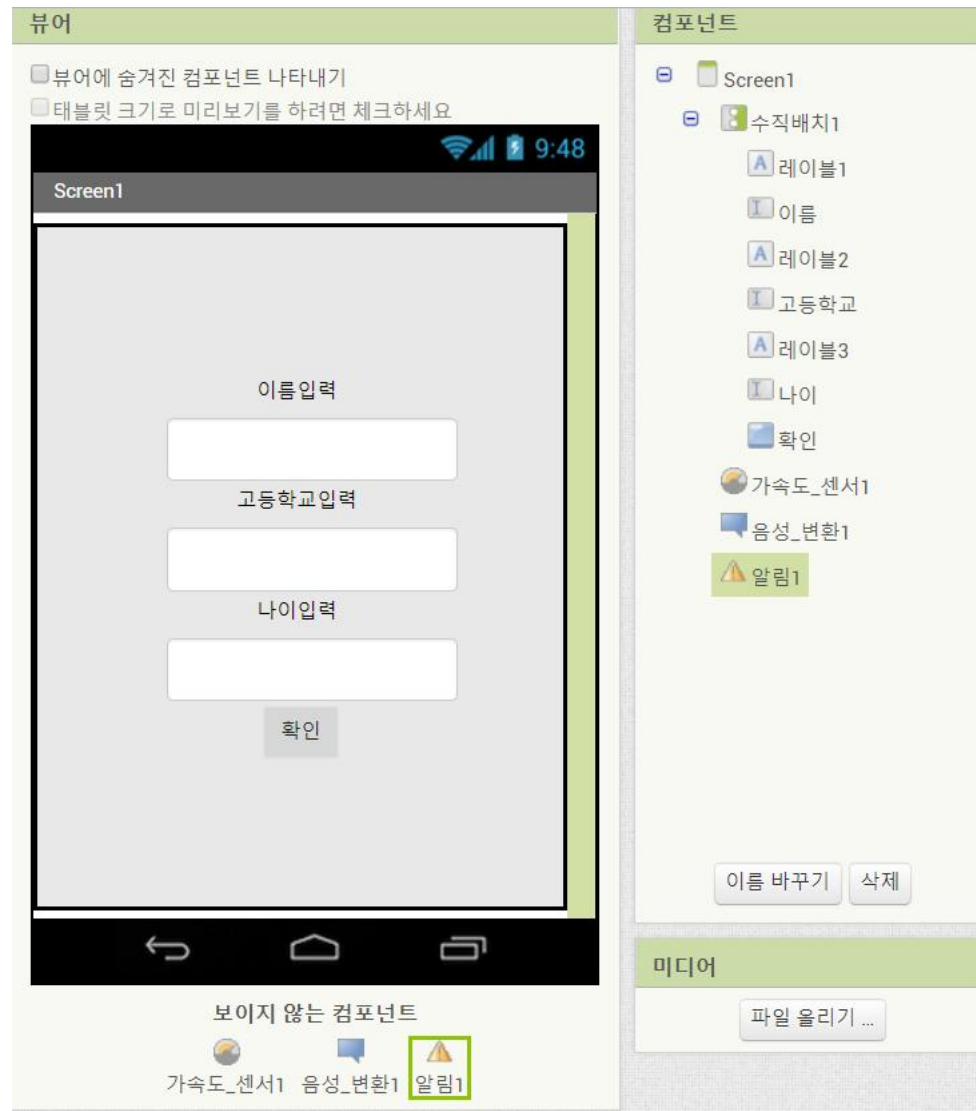 뷰어
뷰어에 숨겨진 컴포넌트 나타내기
태블릿 크기로 미리보기를 하려면 체크하세요
9:48
Screen1
이름입력
고등학교입력
나이입력
확인
보이지 않는 컴포넌트
가속도_센서1 음성_변환1 알림1
컴포넌트
Screen1
수직배치1
레이블1
이름
레이블2
고등학교
레이블3
나이
확인
가속도_센서1
음성_변환1
알림1
이름 바꾸기 삭제
미디어
파일 올리기 ...